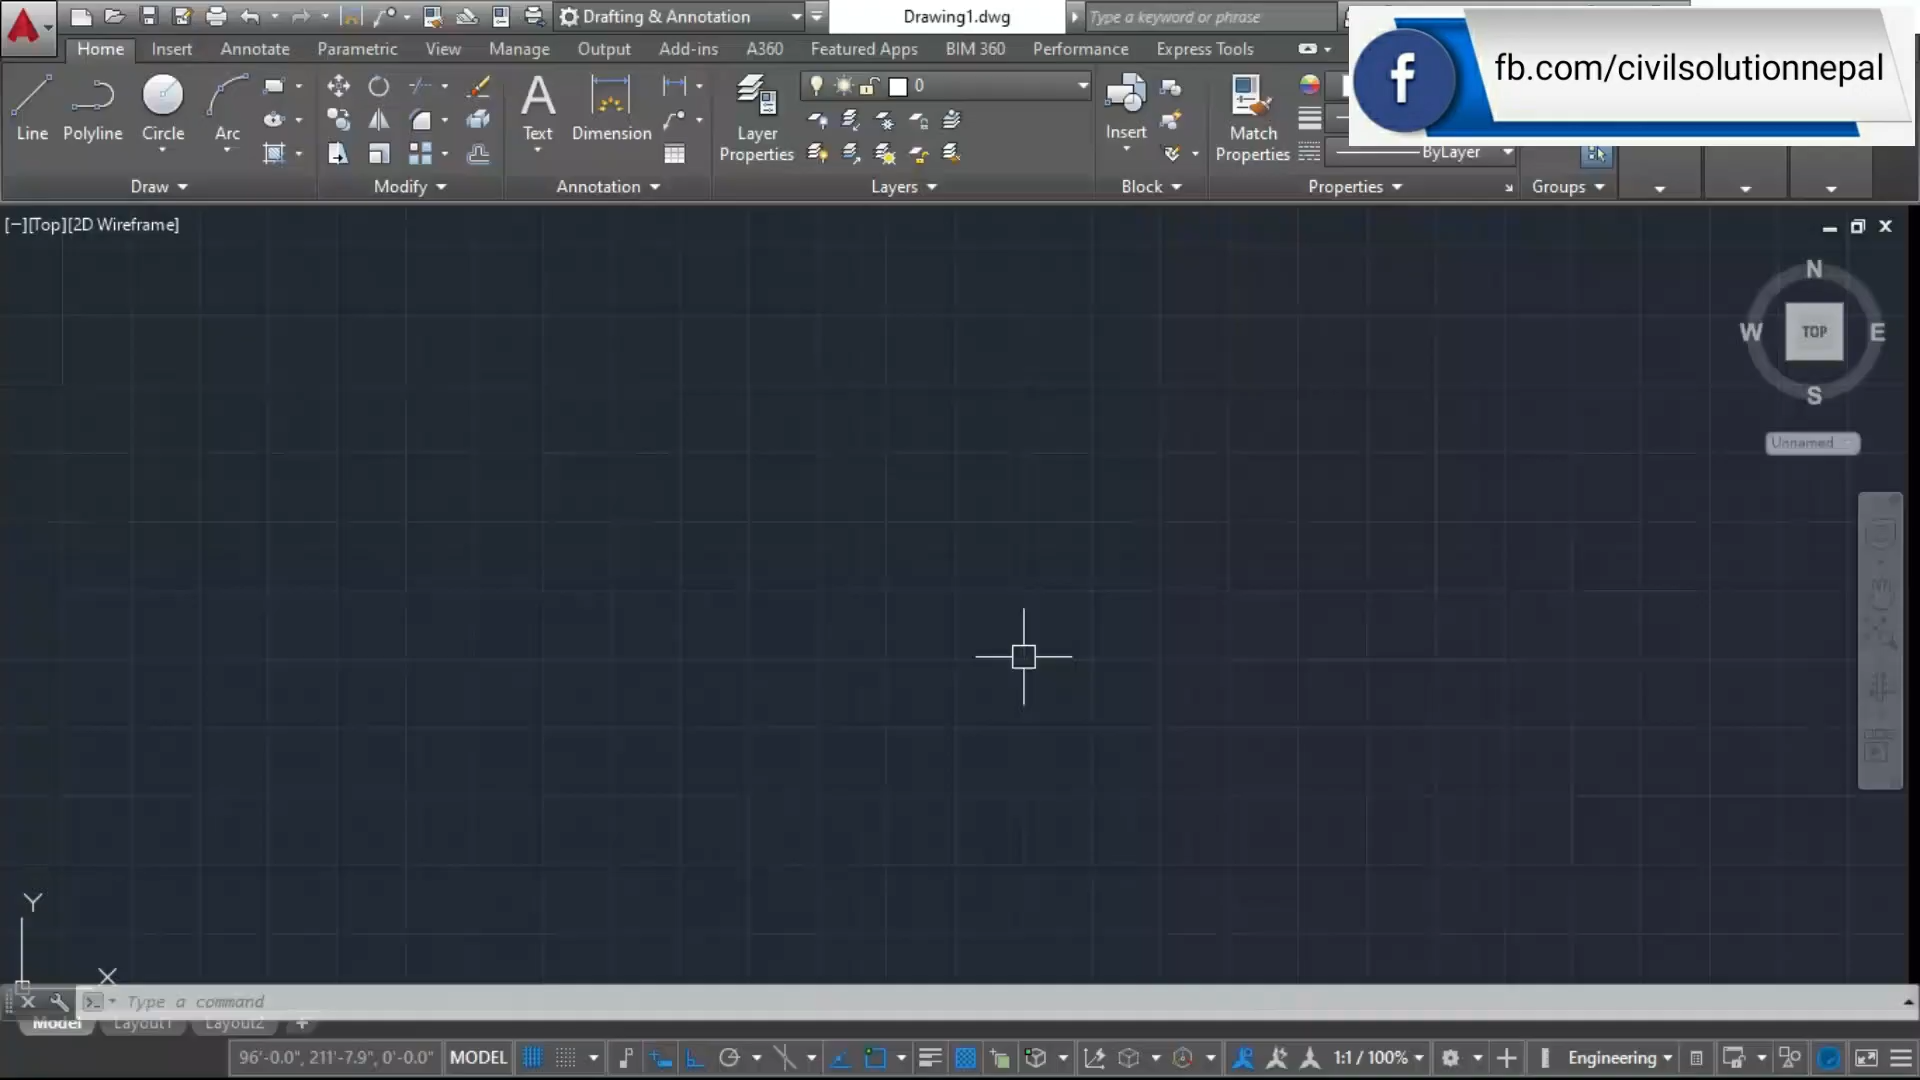 Drafting & Annotation
Drawing1.dwg
Type a keyword or phrase
Home Insert Annotate Parametric View Manage Output Add-ins A360 Featured Apps BIM 360 Performance Express Tools
fb.com/civilsolutionnepal
f
0
Line Polyline Circle Arc
A
Text Dimension
Layer
Properties
Insert
Match
Properties
ByLayer
Draw Modify Annotation Layers Block Properties Groups
[−][Top][2D Wireframe]
N
W TOP E
S
Unnamed
Y
X
Type a command
Model Layout1 Layout2 +
96'-0.0", 211'-7.9", 0'-0.0" MODEL 1:1 / 100% Engineering